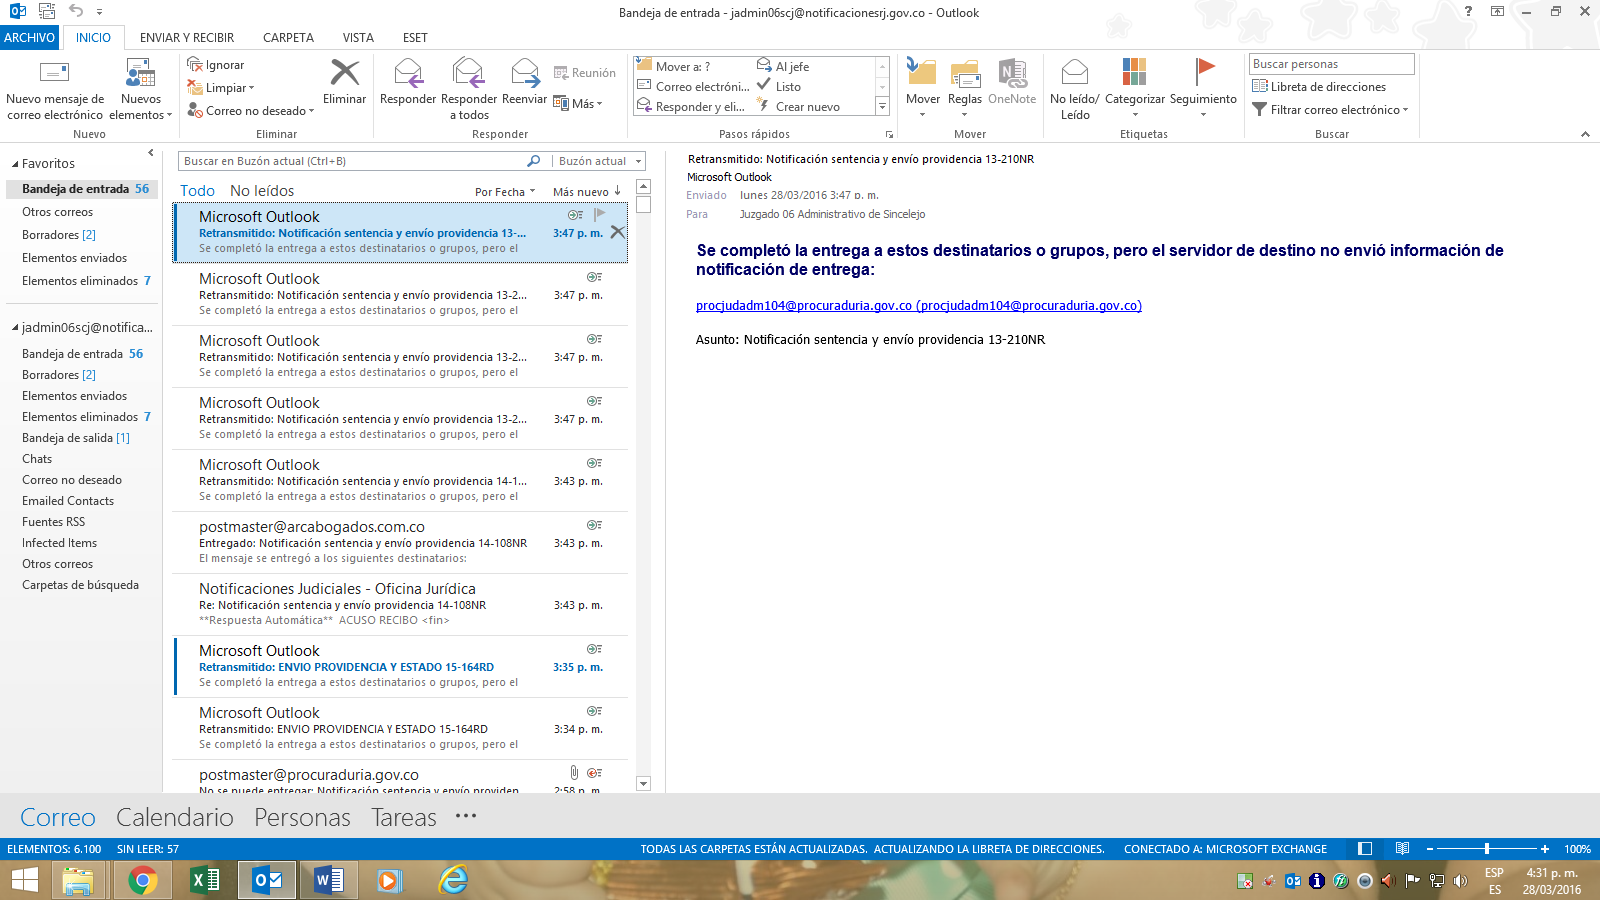 Bandeja de entrada - jadmin06scj@notificacionesrj.gov.co - Outlook
ARCHIVO INICIO ENVIAR Y RECIBIR CARPETA VISTA ESET
Nuevo mensaje de
correo electrónico
Nuevos
elementos
Nuevo
Ignorar
Limpiar
Correo no deseado
Eliminar
Eliminar
Responder
Responder
a todos
Reenviar
Reunión
Más
Responder
Mover a: ?
Correo electróni...
Responder y eli...
Al jefe
Listo
Crear nuevo
Pasos rápidos
Mover
Reglas
OneNote
Mover
No leído/
Leído
Categorizar
Seguimiento
Etiquetas
Buscar personas
Libreta de direcciones
Filtrar correo electrónico
Buscar
Favoritos
Bandeja de entrada 56
Otros correos
Borradores [2]
Elementos enviados
Elementos eliminados 7
jadmin06scj@notifica...
Bandeja de entrada 56
Borradores [2]
Elementos enviados
Elementos eliminados 7
Bandeja de salida [1]
Chats
Correo no deseado
Emailed Contacts
Fuentes RSS
Infected Items
Otros correos
Carpetas de búsqueda
Buscar en Buzón actual (Ctrl+B)
Buzón actual
Todo No leídos
Por Fecha Más nuevo
Microsoft Outlook
Retransmitido: Notificación sentencia y envío providencia 13-... 3:47 p. m.
Se completó la entrega a estos destinatarios o grupos, pero el
Microsoft Outlook
Retransmitido: Notificación sentencia y envío providencia 13-2... 3:47 p. m.
Se completó la entrega a estos destinatarios o grupos, pero el
Microsoft Outlook
Retransmitido: Notificación sentencia y envío providencia 13-2... 3:47 p. m.
Se completó la entrega a estos destinatarios o grupos, pero el
Microsoft Outlook
Retransmitido: Notificación sentencia y envío providencia 13-2... 3:47 p. m.
Se completó la entrega a estos destinatarios o grupos, pero el
Microsoft Outlook
Retransmitido: Notificación sentencia y envío providencia 14-1... 3:43 p. m.
Se completó la entrega a estos destinatarios o grupos, pero el
postmaster@arcabogados.com.co
Entregado: Notificación sentencia y envío providencia 14-108NR 3:43 p. m.
El mensaje se entregó a los siguientes destinatarios:
Notificaciones Judiciales - Oficina Jurídica
Re: Notificación sentencia y envío providencia 14-108NR 3:43 p. m.
**Respuesta Automática** ACUSO RECIBO <fin>
Microsoft Outlook
Retransmitido: ENVIO PROVIDENCIA Y ESTADO 15-164RD 3:35 p. m.
Se completó la entrega a estos destinatarios o grupos, pero el
Microsoft Outlook
Retransmitido: ENVIO PROVIDENCIA Y ESTADO 15-164RD 3:34 p. m.
Se completó la entrega a estos destinatarios o grupos, pero el
postmaster@procuraduria.gov.co
No se puede entregar: Notificación sentencia y envío providen 2:58 p. m.
Retransmitido: Notificación sentencia y envío providencia 13-210NR
Microsoft Outlook
Enviado lunes 28/03/2016 3:47 p. m.
Para Juzgado 06 Administrativo de Sincelejo
Se completó la entrega a estos destinatarios o grupos, pero el servidor de destino no envió información de
notificación de entrega:
procjudadm104@procuraduria.gov.co (procjudadm104@procuraduria.gov.co)
Asunto: Notificación sentencia y envío providencia 13-210NR
Correo Calendario Personas Tareas ...
ELEMENTOS: 6.100 SIN LEER: 57 TODAS LAS CARPETAS ESTÁN ACTUALIZADAS. ACTUALIZANDO LA LIBRETA DE DIRECCIONES. CONECTADO A: MICROSOFT EXCHANGE 100%
ESP
ES
4:31 p. m.
28/03/2016